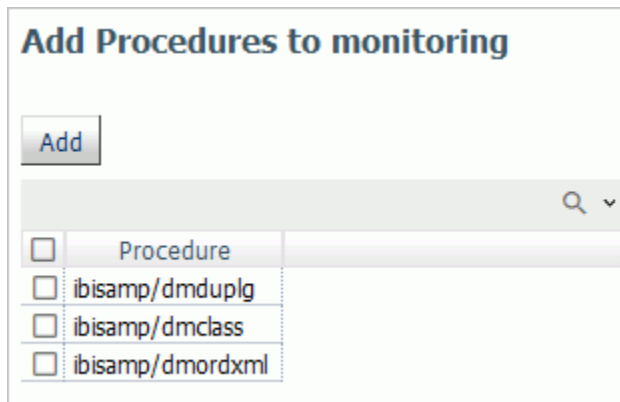 Add Procedures to monitoring
Add
Procedure
ibisamp/dmduplg
ibisamp/dmclass
ibisamp/dmordxml